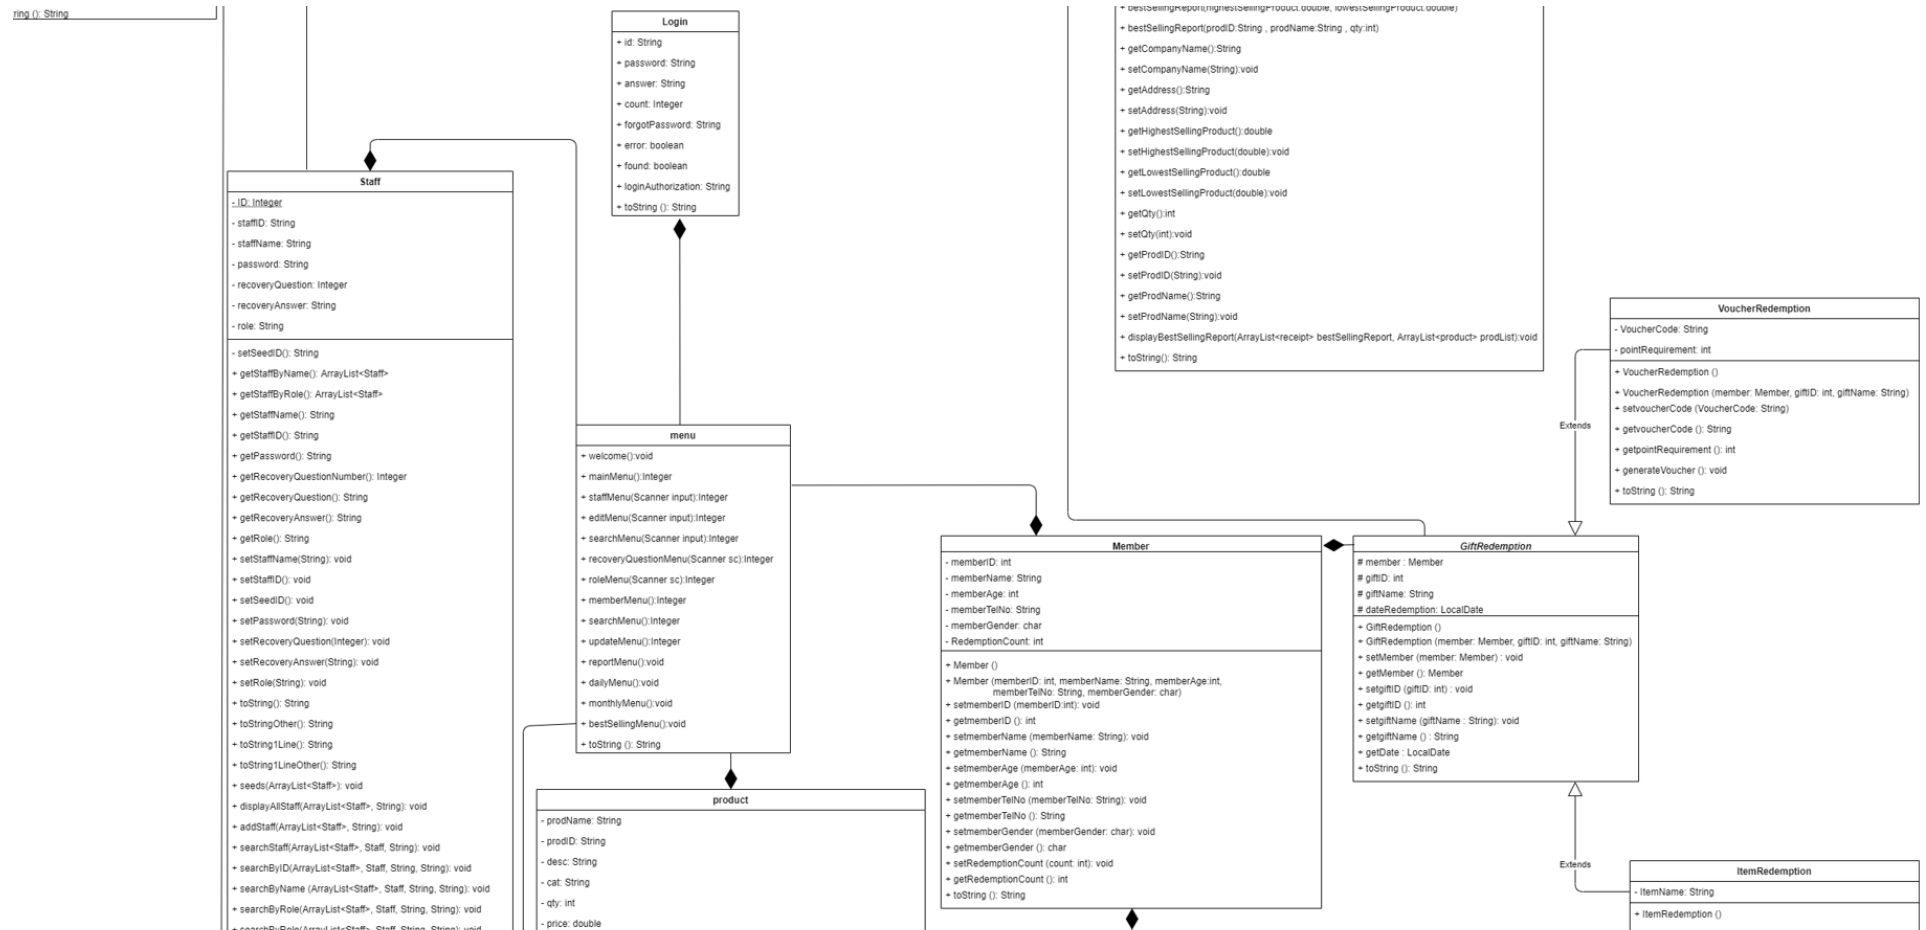 ring (): String
Login
+ id: String
+ password: String
+ answer: String
+ count: Integer
+ forgotPassword: String
+ error: boolean
+ found: boolean
+ loginAuthorization: String
+ toString (): String
+ bestSellingReport(highestSellingProduct:double, lowestSellingProduct:double)
+ bestSellingReport(prodID:String , prodName:String , qty:int)
+ getCompanyName():String
+ setCompanyName(String):void
+ getAddress():String
+ setAddress(String):void
+ getHighestSellingProduct():double
+ setHighestSellingProduct(double):void
+ getLowestSellingProduct():double
+ setLowestSellingProduct(double):void
+ getQty():int
+ setQty(int):void
+ getProdID():String
+ setProdID(String):void
+ getProdName():String
+ setProdName(String):void
+ displayBestSellingReport(ArrayList<receipt> bestSellingReport, ArrayList<product> prodList):void
+ toString(): String
Staff
- ID: Integer
- staffID: String
- staffName: String
- password: String
- recoveryQuestion: Integer
- recoveryAnswer: String
- role: String
- setSeedID(): String
+ getStaffByName(): ArrayList<Staff>
+ getStaffByRole(): ArrayList<Staff>
+ getStaffName(): String
+ getStaffID(): String
+ getPassword(): String
+ getRecoveryQuestionNumber(): Integer
+ getRecoveryQuestion(): String
+ getRecoveryAnswer(): String
+ getRole(): String
+ setStaffName(String): void
+ setStaffID(): void
+ setSeedID(): void
+ setPassword(String): void
+ setRecoveryQuestion(Integer): void
+ setRecoveryAnswer(String): void
+ setRole(String): void
+ toString(): String
+ toStringOther(): String
+ toString1Line(): String
+ toString1LineOther(): String
+ seeds(ArrayList<Staff>): void
+ displayAllStaff(ArrayList<Staff>, String): void
+ addStaff(ArrayList<Staff>, String): void
+ searchStaff(ArrayList<Staff>, Staff, String): void
+ searchByID(ArrayList<Staff>, Staff, String, String): void
+ searchByName (ArrayList<Staff>, Staff, String, String): void
+ searchByRole(ArrayList<Staff>, Staff, String, String): void
+ searchByRole(ArrayList<Staff>, Staff, String, String): void
menu
+ welcome():void
+ mainMenu():Integer
+ staffMenu(Scanner input):Integer
+ editMenu(Scanner input):Integer
+ searchMenu(Scanner input):Integer
+ recoveryQuestionMenu(Scanner sc):Integer
+ roleMenu(Scanner sc):Integer
+ memberMenu():Integer
+ searchMenu():Integer
+ updateMenu():Integer
+ reportMenu():void
+ dailyMenu():void
+ monthlyMenu():void
+ bestSellingMenu():void
+ toString (): String
product
- prodName: String
- prodID: String
- desc: String
- cat: String
- qty: int
- price: double
Member
- memberID: int
- memberName: String
- memberAge: int
- memberTelNo: String
- memberGender: char
- RedemptionCount: int
+ Member ()
+ Member (memberID: int, memberName: String, memberAge:int,
memberTelNo: String, memberGender: char)
+ setmemberID (memberID:int): void
+ getmemberID (): int
+ setmemberName (memberName: String): void
+ getmemberName (): String
+ setmemberAge (memberAge: int): void
+ getmemberAge (): int
+ setmemberTelNo (memberTelNo: String): void
+ getmemberTelNo (): String
+ setmemberGender (memberGender: char): void
+ getmemberGender (): char
+ setRedemptionCount (count: int): void
+ getRedemptionCount (): int
+ toString (): String
GiftRedemption
# member : Member
# giftID: int
# giftName: String
# dateRedemption: LocalDate
+ GiftRedemption ()
+ GiftRedemption (member: Member, giftID: int, giftName: String)
+ setMember (member: Member) : void
+ getMember (): Member
+ setgiftID (giftID: int) : void
+ getgiftID (): int
+ setgiftName (giftName : String): void
+ getgiftName () : String
+ getDate : LocalDate
+ toString (): String
VoucherRedemption
- VoucherCode: String
- pointRequirement: int
+ VoucherRedemption ()
+ VoucherRedemption (member: Member, giftID: int, giftName: String)
+ setvoucherCode (VoucherCode: String)
+ getvoucherCode (): String
+ getpointRequirement (): int
+ generateVoucher (): void
+ toString (): String
Extends
Extends
ItemRedemption
- ItemName: String
+ ItemRedemption ()